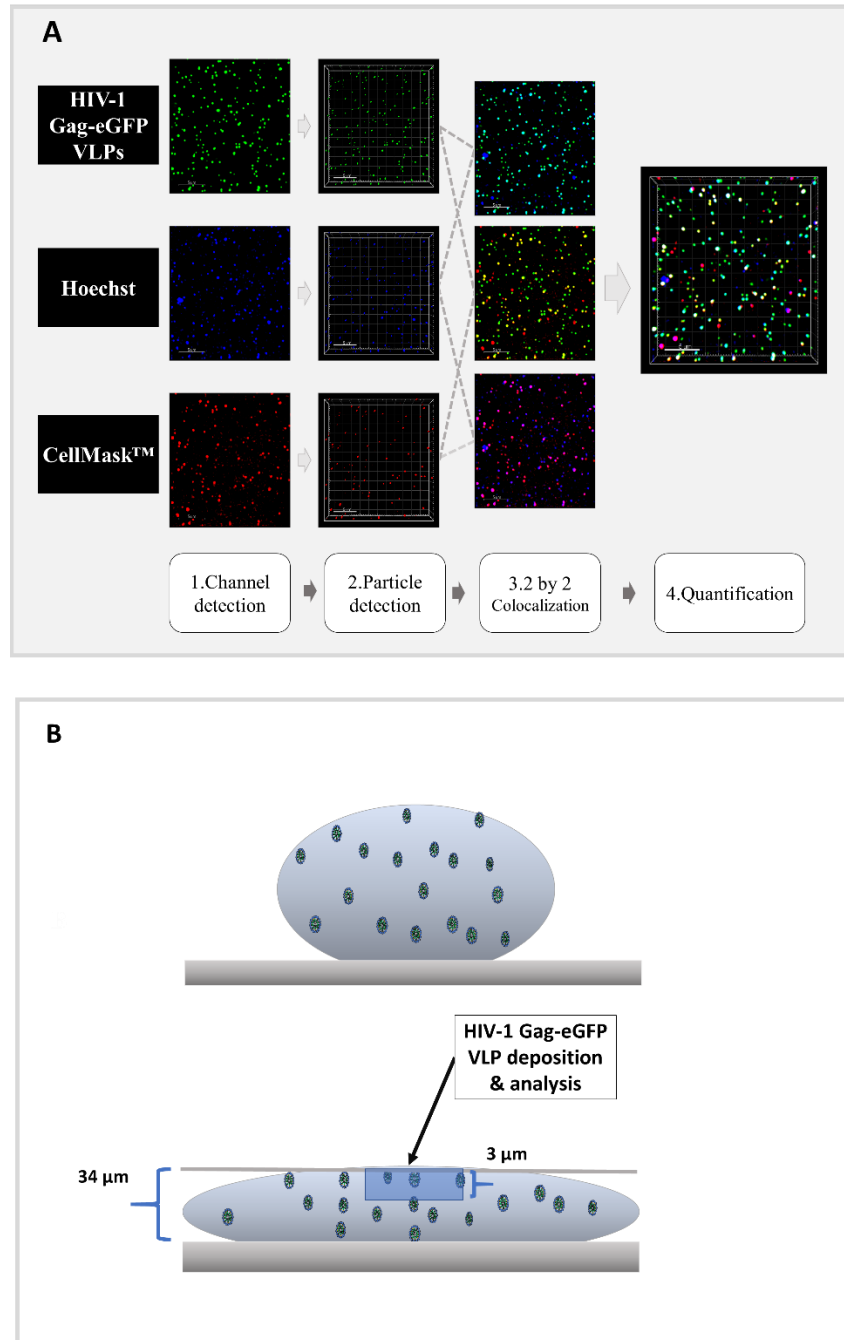 A
HIV-1
Gag-eGFP
VLPs
Hoechst
CellMask™
1.Channel
detection
2.Particle
detection
3.2 by 2
Colocalization
4.Quantification
B
HIV-1 Gag-eGFP
VLP deposition
& analysis
34 µm
3 µm